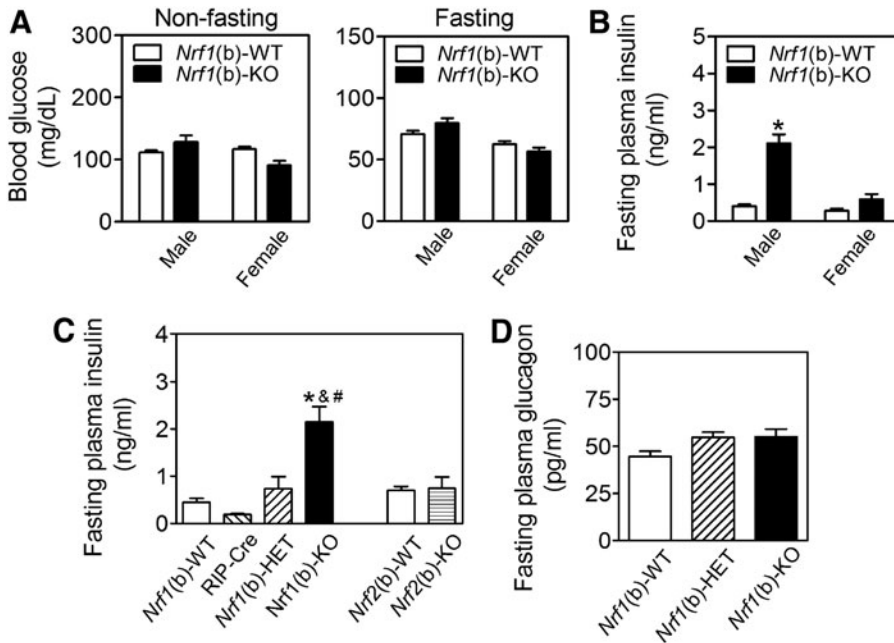 A
Non-fasting
Blood glucose
(mg/dL)
300
200
100
0
Nrf1(b)-WT
Nrf1(b)-KO
Male
Female
Fasting
150
100
50
0
Nrf1(b)-WT
Nrf1(b)-KO
Male
Female
B
Fasting plasma insulin
(ng/ml)
5
4
3
2
1
0
Nrf1(b)-WT
Nrf1(b)-KO
*
Male
Female
C
Fasting plasma insulin
(ng/ml)
4
3
2
1
0
*&#
Nrf1(b)-WT
RIP-Cre
Nrf1(b)-HET
Nrf1(b)-KO
Nrf2(b)-WT
Nrf2(b)-KO
D
Fasting plasma glucagon
(pg/ml)
100
75
50
25
0
Nrf1(b)-WT
Nrf1(b)-HET
Nrf1(b)-KO